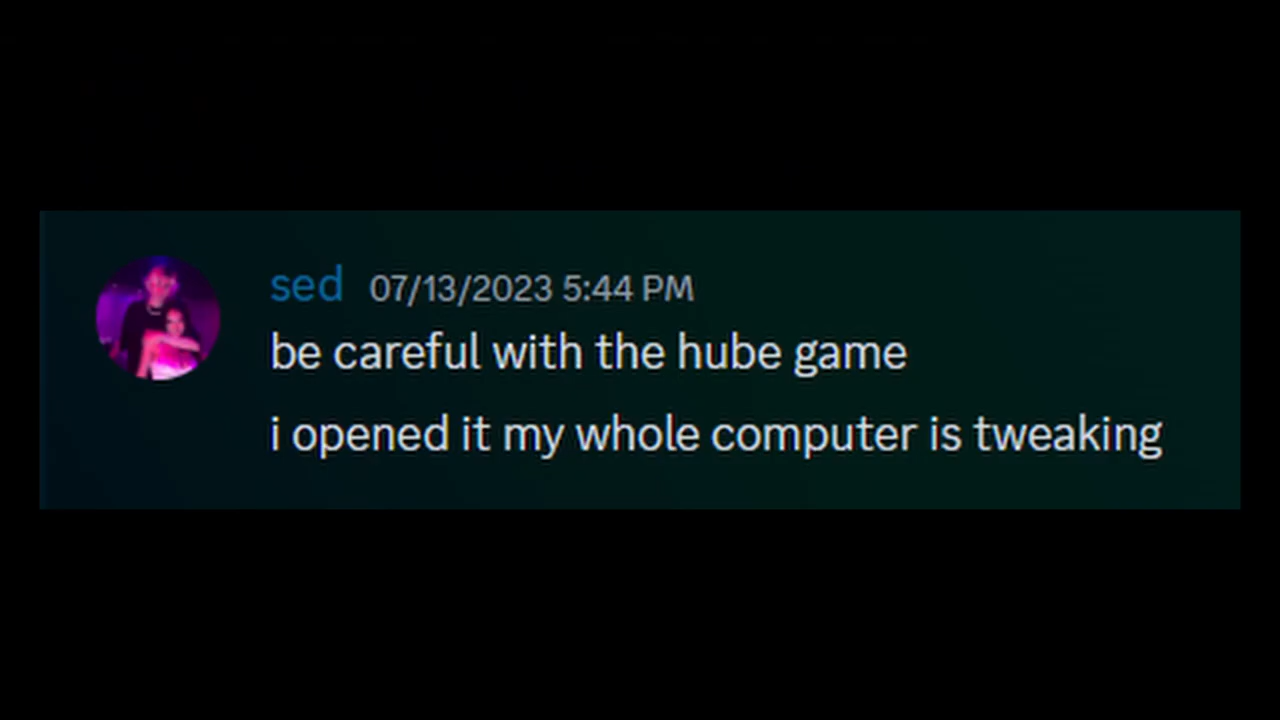 sed 07/13/2023 5:44 PM
be careful with the hube game
i opened it my whole computer is tweaking